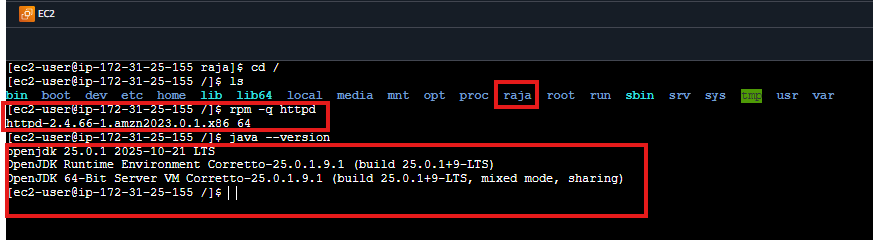 EC2
[ec2-user@ip-172-31-25-155 raja]$ cd /
[ec2-user@ip-172-31-25-155 /]$ ls
bin boot dev etc home lib lib64 local media mnt opt proc raja root run sbin srv sys tmp usr var
[ec2-user@ip-172-31-25-155 /]$ rpm -q httpd
httpd-2.4.66-1.amzn2023.0.1.x86_64
[ec2-user@ip-172-31-25-155 /]$ java --version
openjdk 25.0.1 2025-10-21 LTS
OpenJDK Runtime Environment Corretto-25.0.1.9.1 (build 25.0.1+9-LTS)
OpenJDK 64-Bit Server VM Corretto-25.0.1.9.1 (build 25.0.1+9-LTS, mixed mode, sharing)
[ec2-user@ip-172-31-25-155 /]$